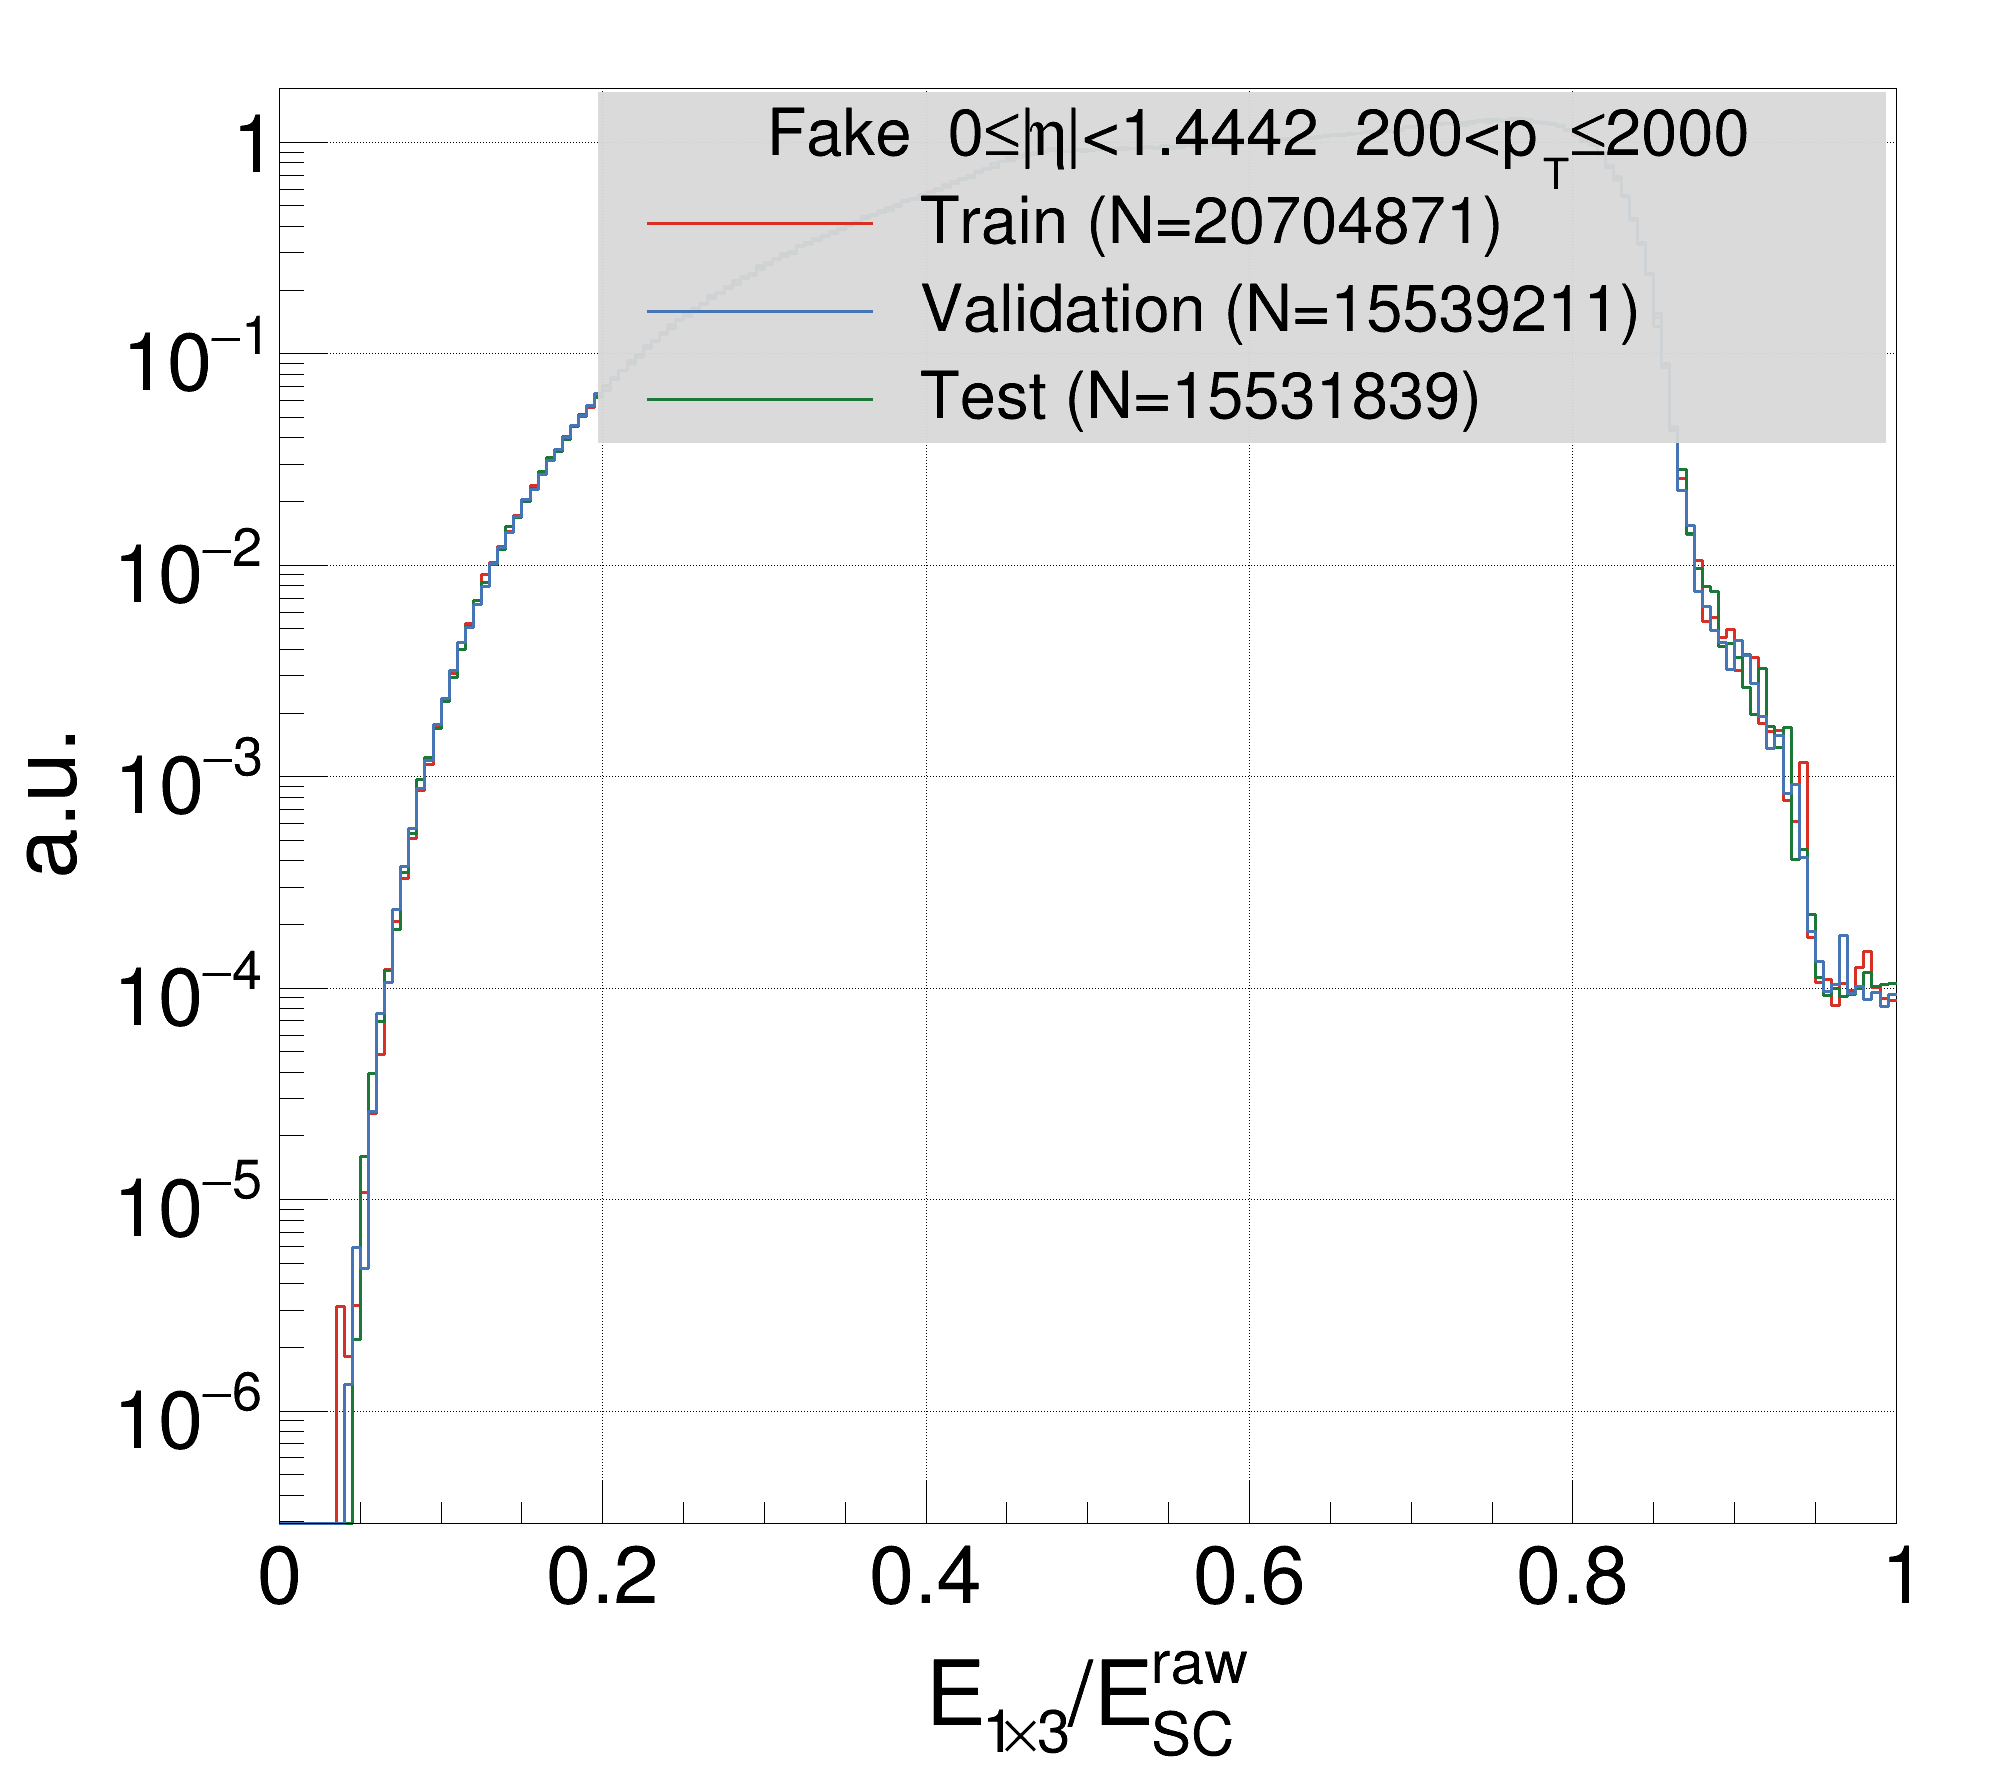 Fake 0≤|η|<1.4442 200<p_T≤2000
Train (N=20704871)
Validation (N=15539211)
Test (N=15531839)
1
10^−1
10^−2
10^−3
10^−4
10^−5
10^−6
a.u.
0 0.2 0.4 0.6 0.8 1
E_1×3/E_SC^raw